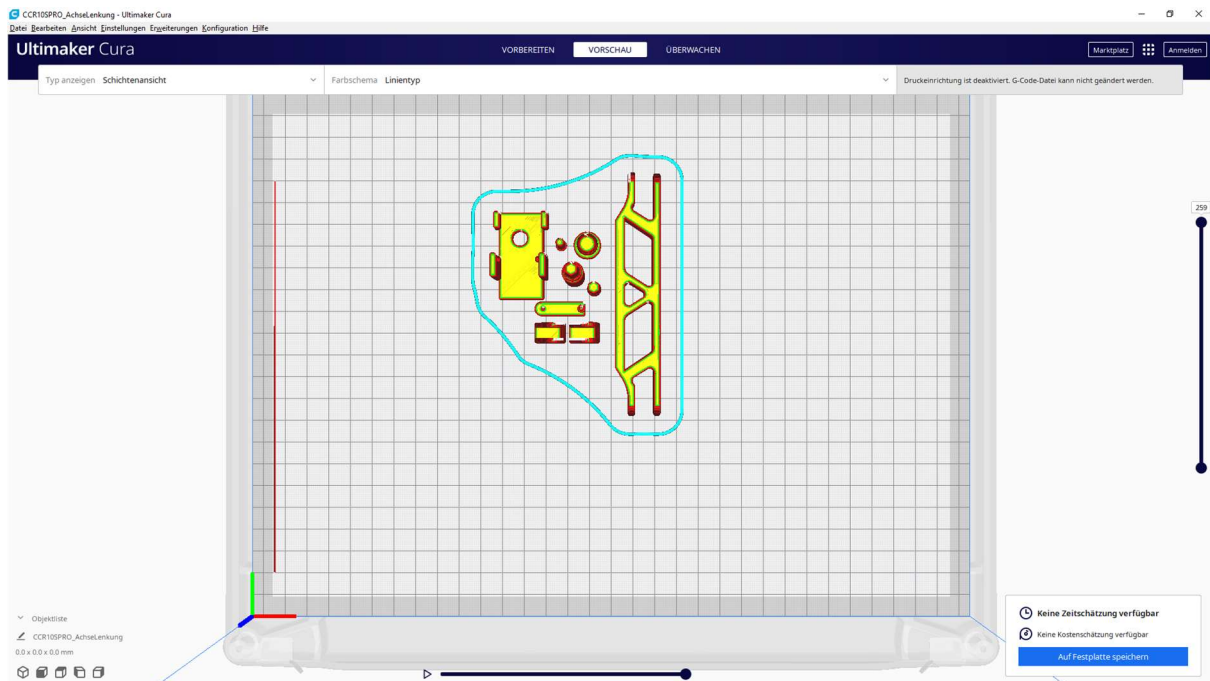 CCR10SPRO_AchseLenkung - Ultimaker Cura
Datei Bearbeiten Ansicht Einstellungen Erweiterungen Konfiguration Hilfe
Ultimaker Cura
VORBEREITEN VORSCHAU ÜBERWACHEN
Marktplatz Anmelden
Typ anzeigen Schichtenansicht Farbschema Linientyp Druckeinrichtung ist deaktiviert. G-Code-Datei kann nicht geändert werden.
259
Objektliste
CCR10SPRO_AchseLenkung
0.0 x 0.0 x 0.0 mm
Keine Zeitschätzung verfügbar
Keine Kostenschätzung verfügbar
Auf Festplatte speichern